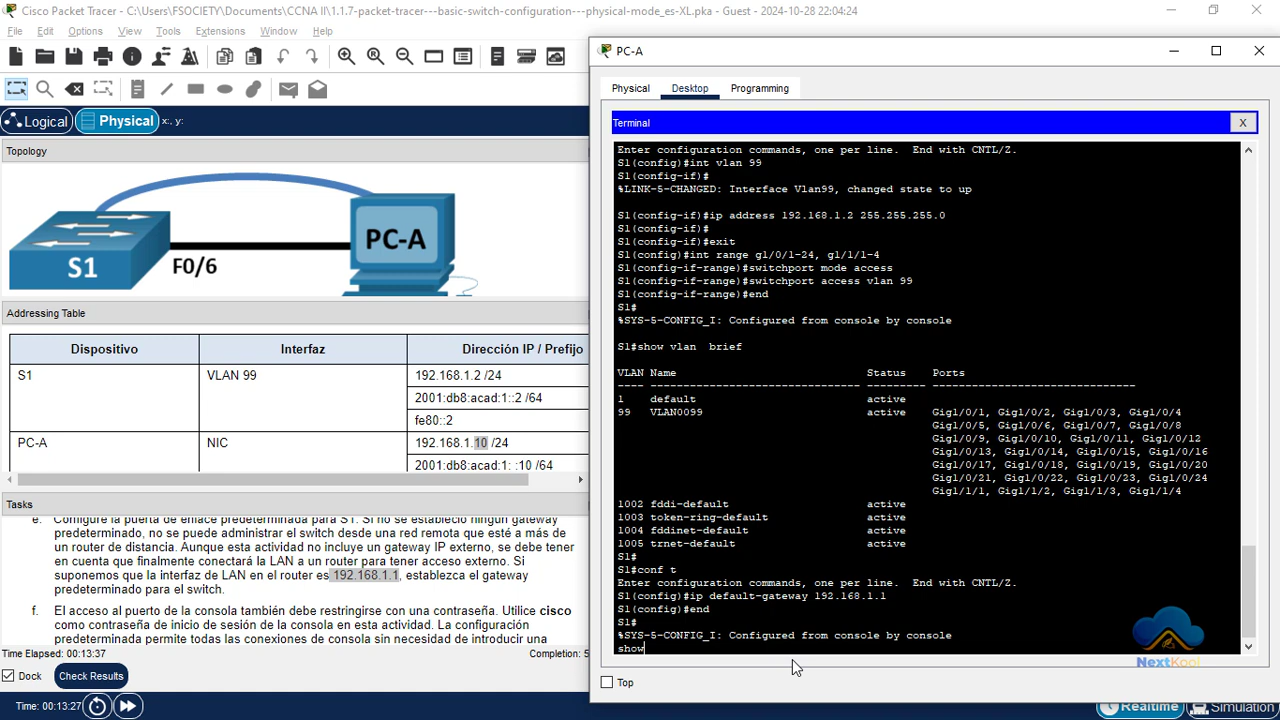 Cisco Packet Tracer - C:\Users\FSOCIETY\Documents\CCNA II\1.1.7-packet-tracer---basic-switch-configuration---physical-mode_es-XL.pka - Guest - 2024-10-28 22:04:24
File Edit Options View Tools Extensions Window Help
Logical Physical x:, y:
Topology
S1
F0/6
PC-A
Addressing Table
Dispositivo Interfaz Dirección IP / Prefijo
S1 VLAN 99 192.168.1.2 /24
2001:db8:acad:1::2 /64
fe80::2
PC-A NIC 192.168.1.10 /24
2001:db8:acad:1: :10 /64
Tasks
e. Configure la puerta de enlace predeterminada para S1. Si no se estableció ningún gateway
predeterminado, no se puede administrar el switch desde una red remota que esté a más de
un router de distancia. Aunque esta actividad no incluye un gateway IP externo, se debe tener
en cuenta que finalmente conectará la LAN a un router para tener acceso externo. Si
suponemos que la interfaz de LAN en el router es 192.168.1.1, establezca el gateway
predeterminado para el switch.
f. El acceso al puerto de la consola también debe restringirse con una contraseña. Utilice cisco
como contraseña de inicio de sesión de la consola en esta actividad. La configuración
predeterminada permite todas las conexiones de consola sin necesidad de introducir una
Time Elapsed: 00:13:37 Completion: 5
Dock Check Results
Time: 00:13:27
PC-A
Physical Desktop Programming
Terminal X
Enter configuration commands, one per line. End with CNTL/Z.
S1(config)#int vlan 99
S1(config-if)#
%LINK-5-CHANGED: Interface Vlan99, changed state to up
S1(config-if)#ip address 192.168.1.2 255.255.255.0
S1(config-if)#
S1(config-if)#exit
S1(config)#int range g1/0/1-24, g1/1/1-4
S1(config-if-range)#switchport mode access
S1(config-if-range)#switchport access vlan 99
S1(config-if-range)#end
S1#
%SYS-5-CONFIG_I: Configured from console by console
S1#show vlan  brief
VLAN Name Status Ports
---- -------------------------------- --------- -------------------------------
1 default active
99 VLAN0099 active Gig1/0/1, Gig1/0/2, Gig1/0/3, Gig1/0/4
Gig1/0/5, Gig1/0/6, Gig1/0/7, Gig1/0/8
Gig1/0/9, Gig1/0/10, Gig1/0/11, Gig1/0/12
Gig1/0/13, Gig1/0/14, Gig1/0/15, Gig1/0/16
Gig1/0/17, Gig1/0/18, Gig1/0/19, Gig1/0/20
Gig1/0/21, Gig1/0/22, Gig1/0/23, Gig1/0/24
Gig1/1/1, Gig1/1/2, Gig1/1/3, Gig1/1/4
1002 fddi-default active
1003 token-ring-default active
1004 fddinet-default active
1005 trnet-default active
S1#
S1#conf t
Enter configuration commands, one per line. End with CNTL/Z.
S1(config)#ip default-gateway 192.168.1.1
S1(config)#end
S1#
%SYS-5-CONFIG_I: Configured from console by console
show
NextKool
Top
Realtime Simulation